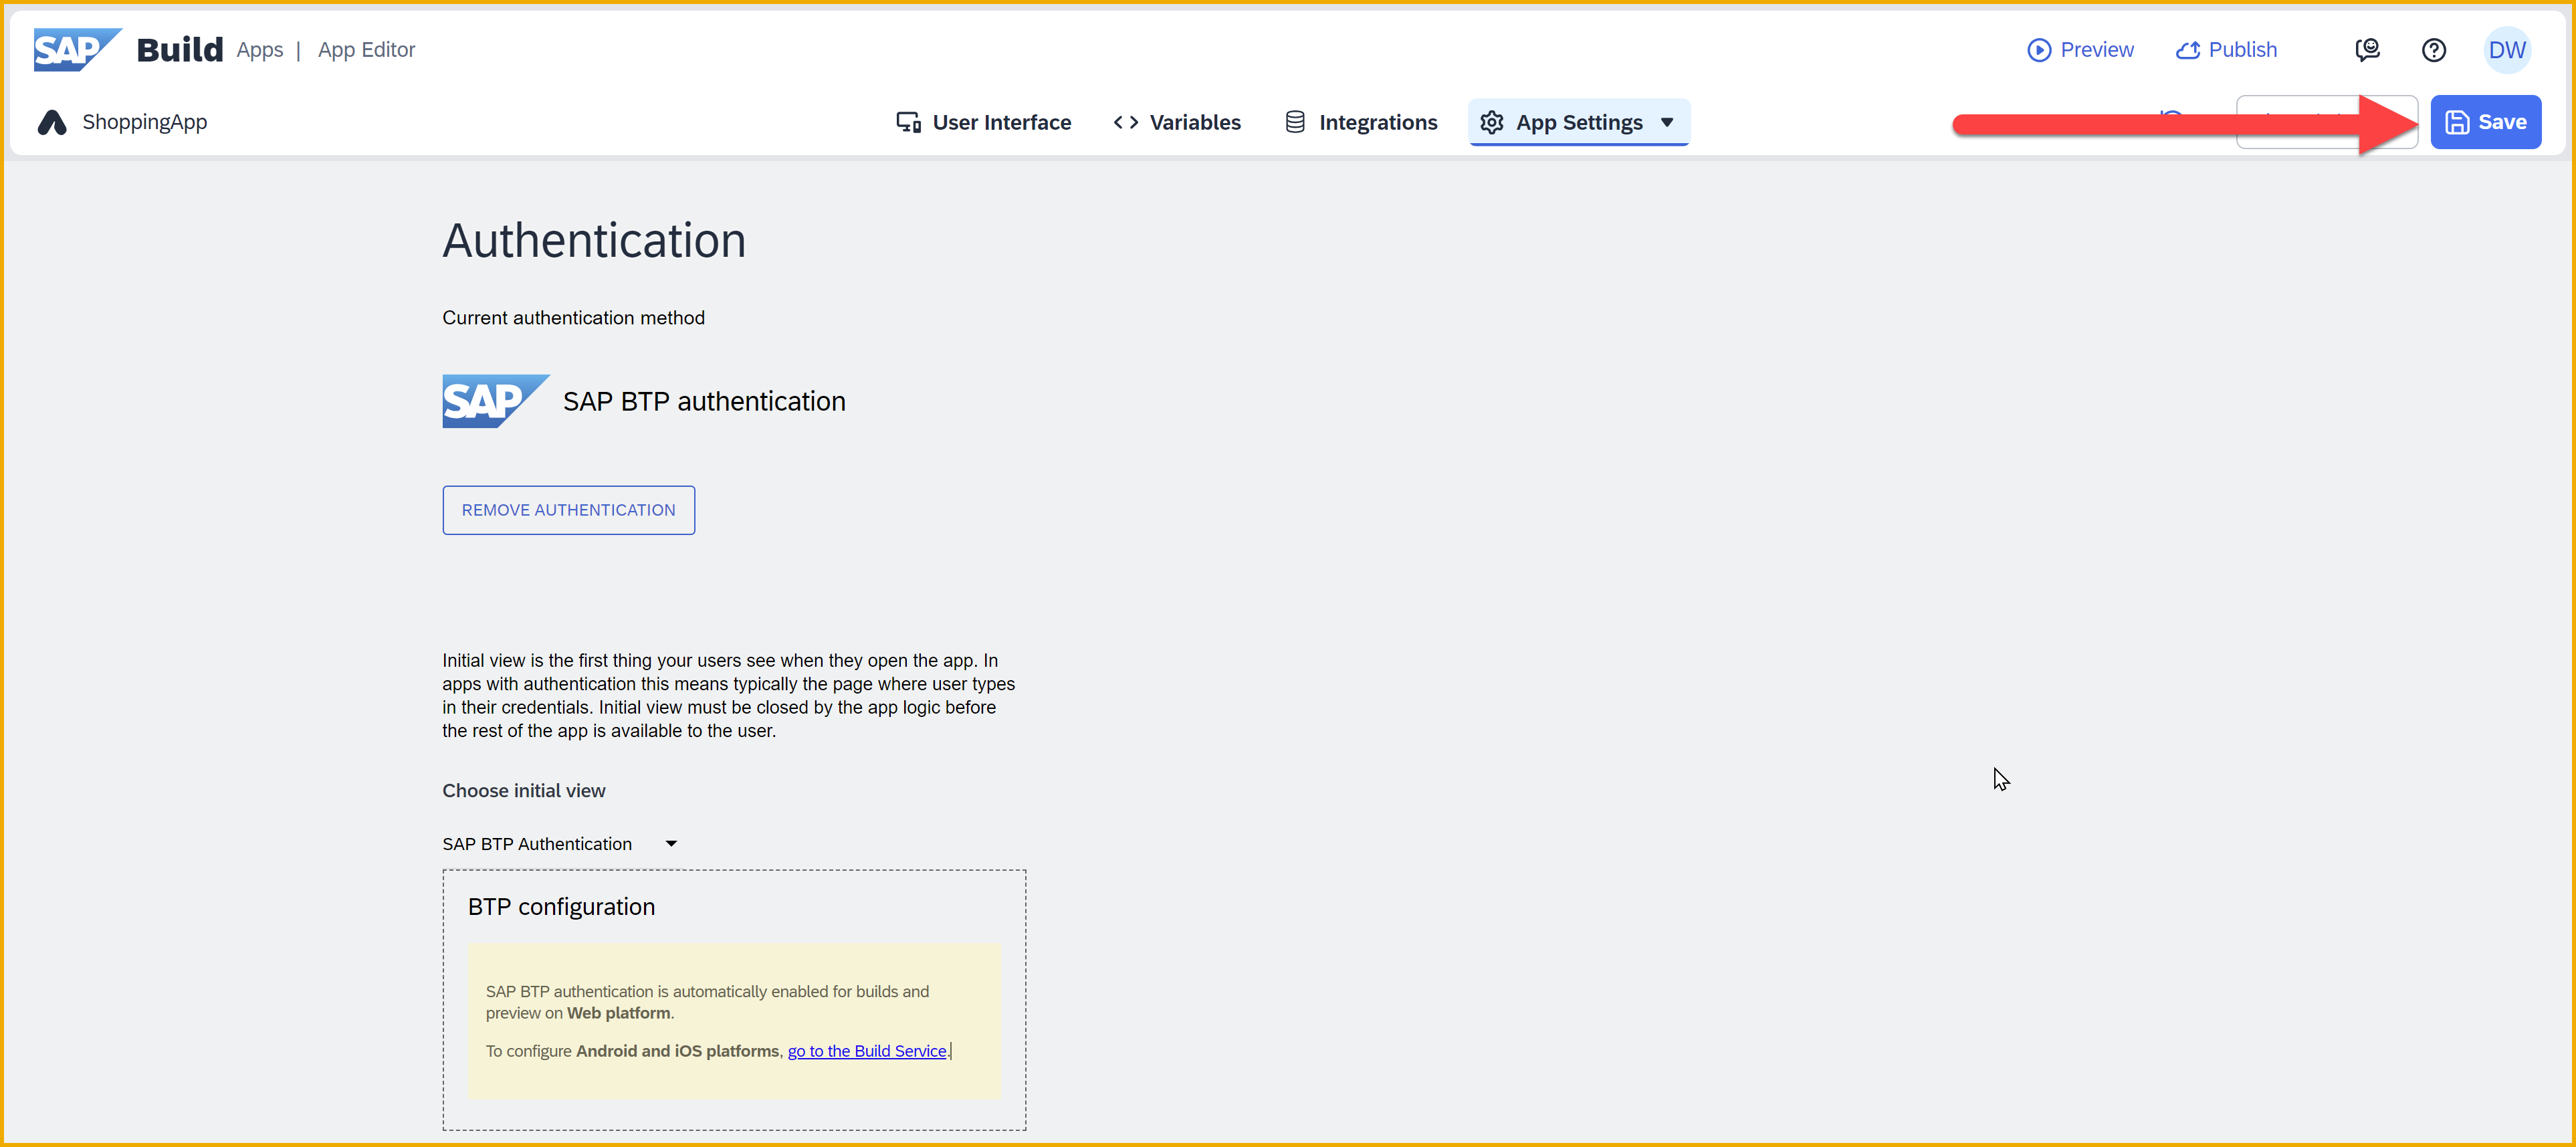 SAP Build Apps | App Editor
Preview Publish DW
ShoppingApp User Interface Variables Integrations App Settings Save
Authentication
Current authentication method
SAP SAP BTP authentication
REMOVE AUTHENTICATION
Initial view is the first thing your users see when they open the app. In
apps with authentication this means typically the page where user types
in their credentials. Initial view must be closed by the app logic before
the rest of the app is available to the user.
Choose initial view
SAP BTP Authentication
BTP configuration
SAP BTP authentication is automatically enabled for builds and
preview on Web platform.
To configure Android and iOS platforms, go to the Build Service.